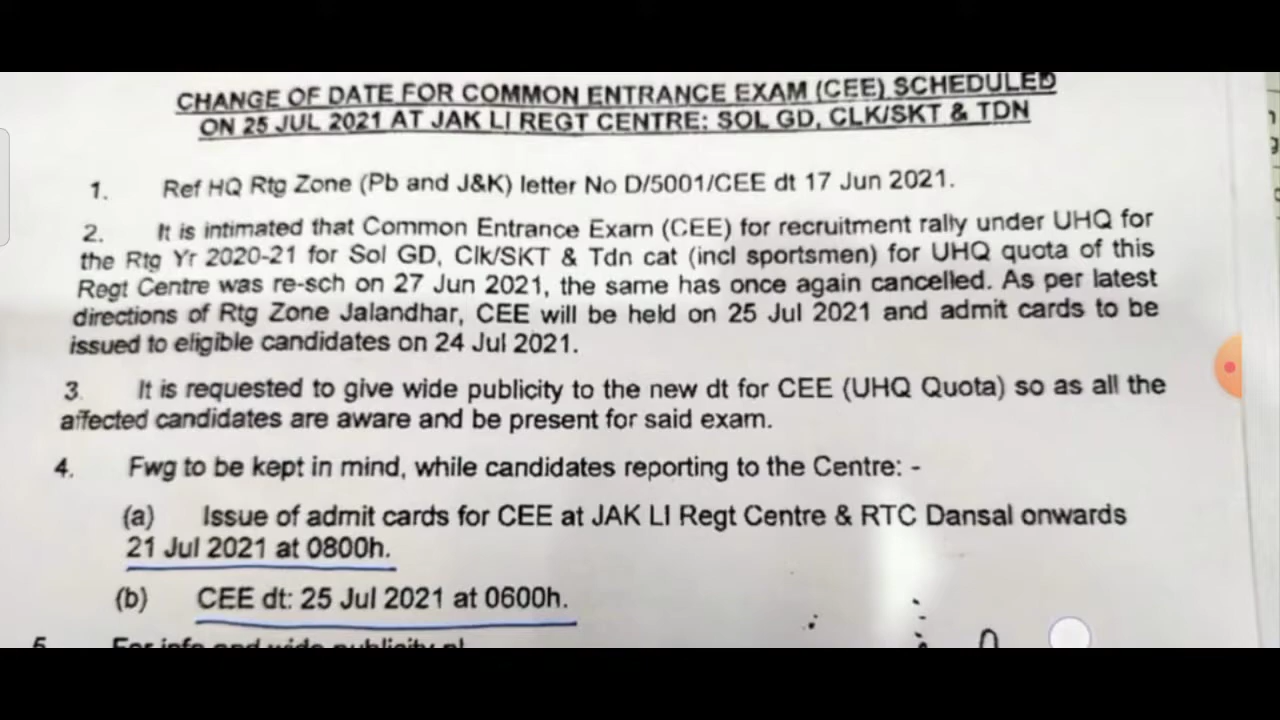 CHANGE OF DATE FOR COMMON ENTRANCE EXAM (CEE) SCHEDULED
ON 25 JUL 2021 AT JAK LI REGT CENTRE: SOL GD, CLK/SKT & TDN
1. Ref HQ Rtg Zone (Pb and J&K) letter No D/5001/CEE dt 17 Jun 2021.
2. It is intimated that Common Entrance Exam (CEE) for recruitment rally under UHQ for
the Rtg Yr 2020-21 for Sol GD, Clk/SKT & Tdn cat (incl sportsmen) for UHQ quota of this
Regt Centre was re-sch on 27 Jun 2021, the same has once again cancelled. As per latest
directions of Rtg Zone Jalandhar, CEE will be held on 25 Jul 2021 and admit cards to be
issued to eligible candidates on 24 Jul 2021.
3. It is requested to give wide publicity to the new dt for CEE (UHQ Quota) so as all the
affected candidates are aware and be present for said exam.
4. Fwg to be kept in mind, while candidates reporting to the Centre: -
(a) Issue of admit cards for CEE at JAK LI Regt Centre & RTC Dansal onwards
21 Jul 2021 at 0800h.
(b) CEE dt: 25 Jul 2021 at 0600h.
5. For info and wide publicity pl